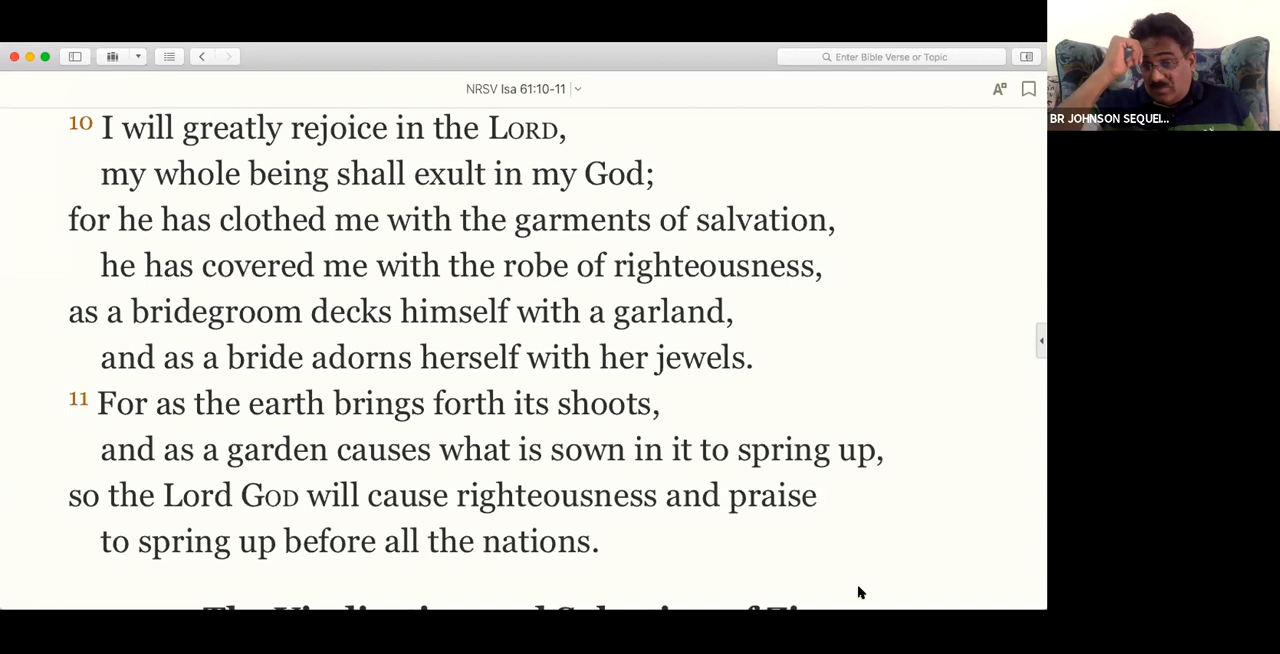 Enter Bible Verse or Topic
NRSV Isa 61:10-11
BR JOHNSON SEQUEI...
10 I will greatly rejoice in the LORD,
my whole being shall exult in my God;
for he has clothed me with the garments of salvation,
he has covered me with the robe of righteousness,
as a bridegroom decks himself with a garland,
and as a bride adorns herself with her jewels.
11 For as the earth brings forth its shoots,
and as a garden causes what is sown in it to spring up,
so the Lord GOD will cause righteousness and praise
to spring up before all the nations.